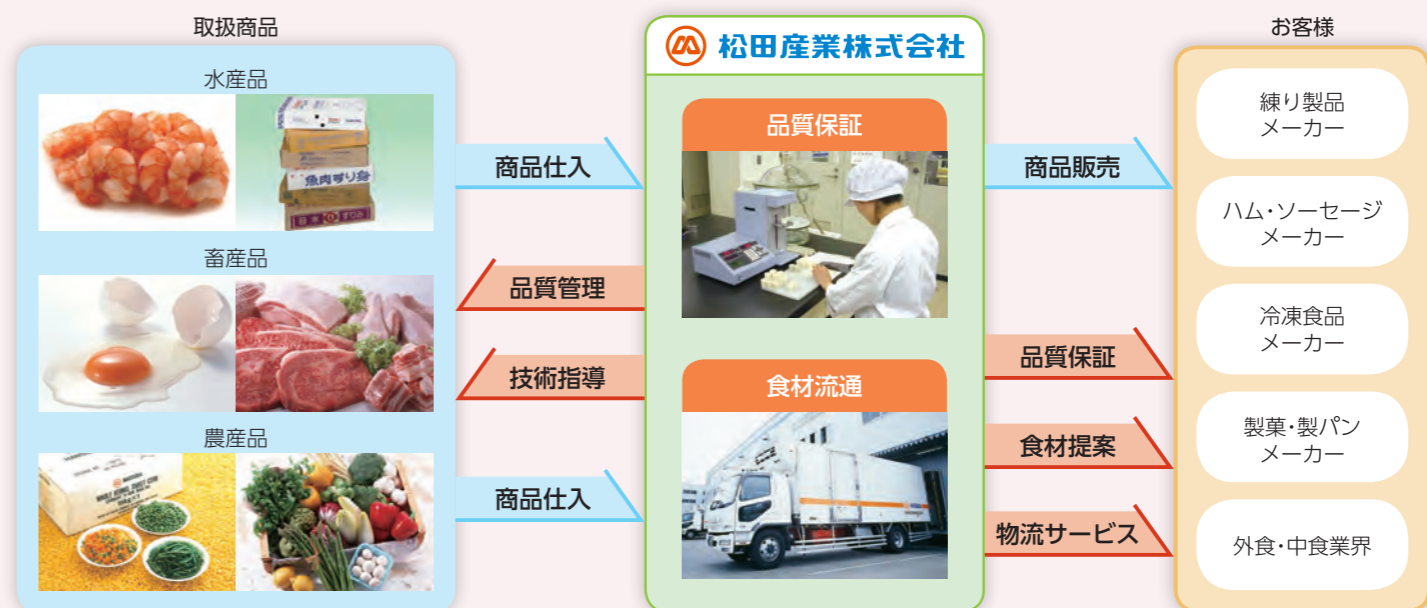 取扱商品
水産品
魚肉すり身
畜産品
農産品
商品仕入
品質管理
技術指導
商品仕入
松田産業株式会社
品質保証
食材流通
商品販売
品質保証
食材提案
物流サービス
お客様
練り製品
メーカー
ハム・ソーセージ
メーカー
冷凍食品
メーカー
製菓・製パン
メーカー
外食・中食業界